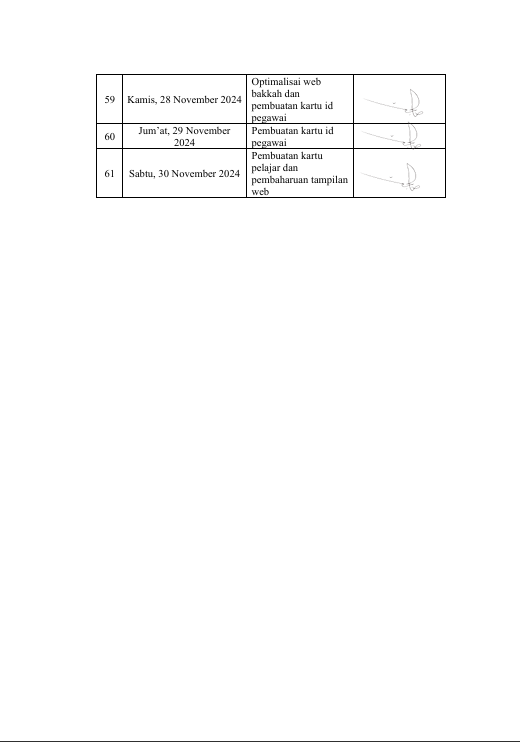 59
Kamis, 28 November 2024
Optimalisai web
bakkah dan
pembuatan kartu id
pegawai
60
Jum’at, 29 November
2024
Pembuatan kartu id
pegawai
61
Sabtu, 30 November 2024
Pembuatan kartu
pelajar dan
pembaharuan tampilan
web